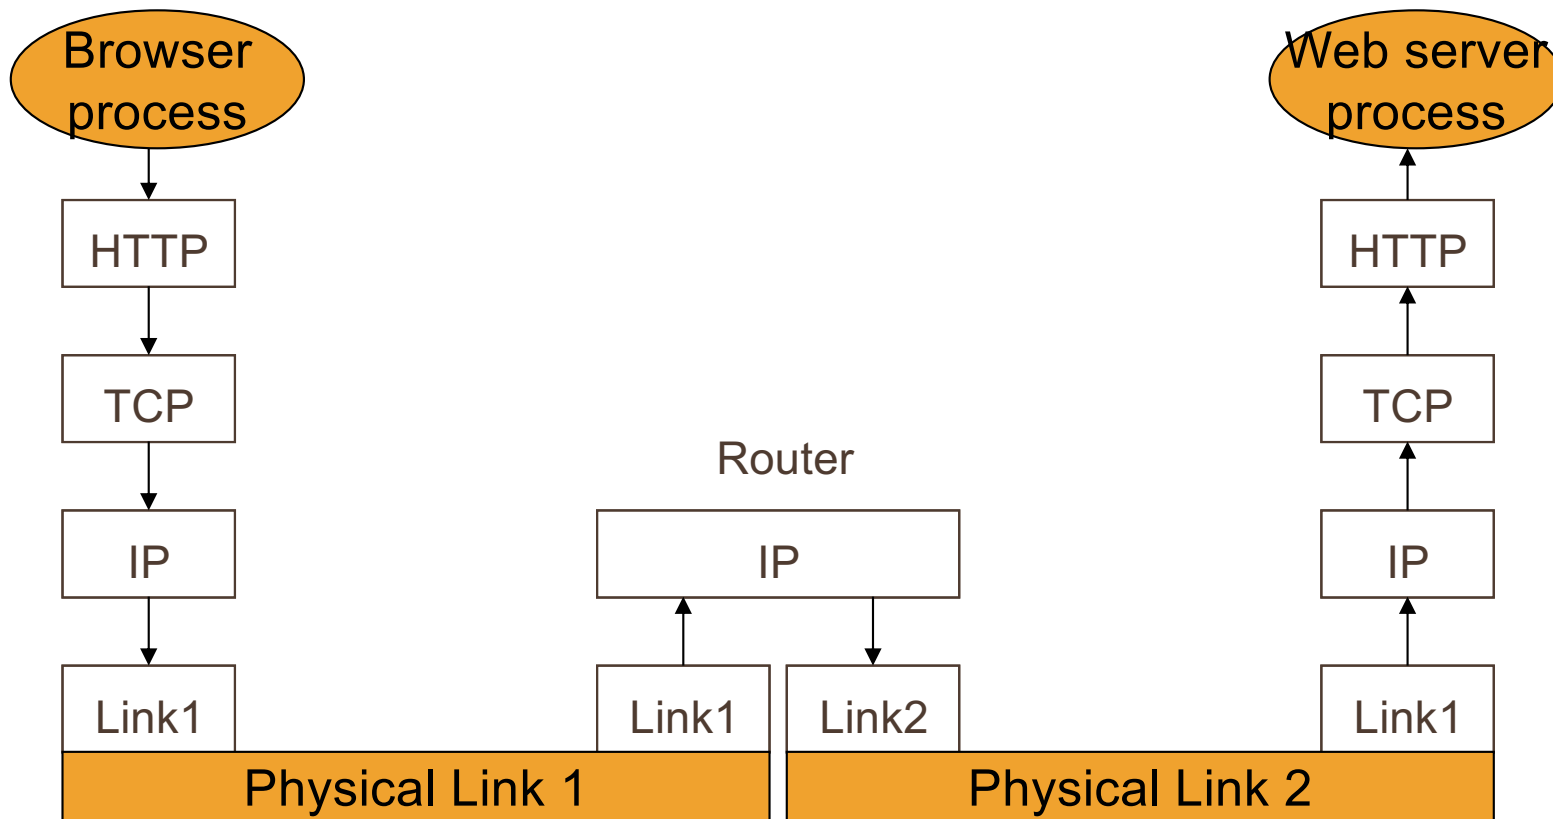 Browser
process
Web server
process
HTTP
HTTP
TCP
TCP
Router
IP
IP
IP
Link1
Link1
Link2
Link1
Physical Link 1
Physical Link 2